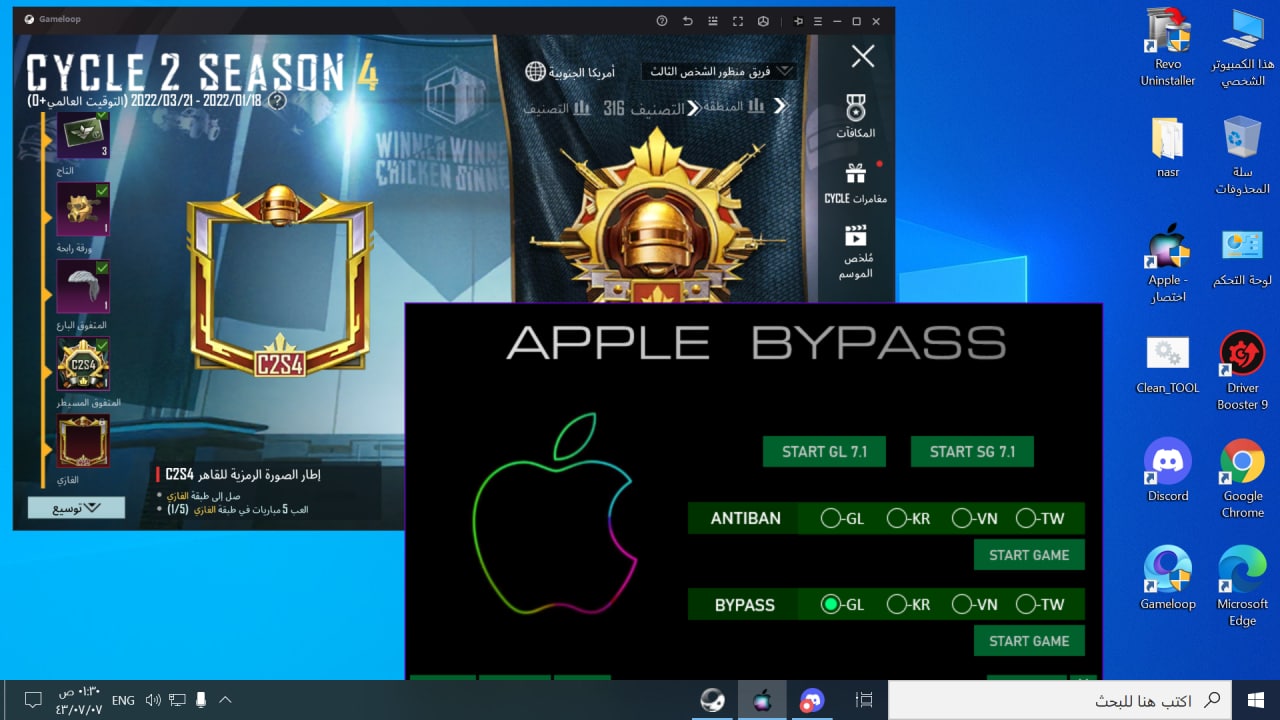 Gameloop
CYCLE 2 SEASON 4
2022/03/21 - 2022/01/18 (التوقيت العالمي+0)
?
أمريكا الجنوبية
فريق منظور الشخص الثالث
المنطقة
التصنيف 316
التصنيف
WINNER WINNE
CHICKEN DINN
3
التاج
1
ورقة رابحة
1
المتفوق البارع
C2S4
1
المتفوق المسيطر
الغازي
توسيع
C2S4
إطار الصورة الرمزية للقاهر C2S4
صل إلى طبقة الغازي
العب 5 مباريات في طبقة الغازي (1/5)
المكافآت
مغامرات CYCLE
مُلخص
الموسم
APPLE BYPASS
START GL 7.1
START SG 7.1
ANTIBAN
-GL
-KR
-VN
-TW
START GAME
BYPASS
-GL
-KR
-VN
-TW
START GAME
Revo
Uninstaller
هذا الكمبيوتر
الشخصي
nasr
سلة
المحذوفات
Apple -
اختصار
لوحة التحكم
Clean_TOOL
Driver
Booster 9
Discord
Google
Chrome
Gameloop
Microsoft
Edge
٠١:٣٠ ص
٤٣/٠٧/٠٧
ENG
اكتب هنا للبحث